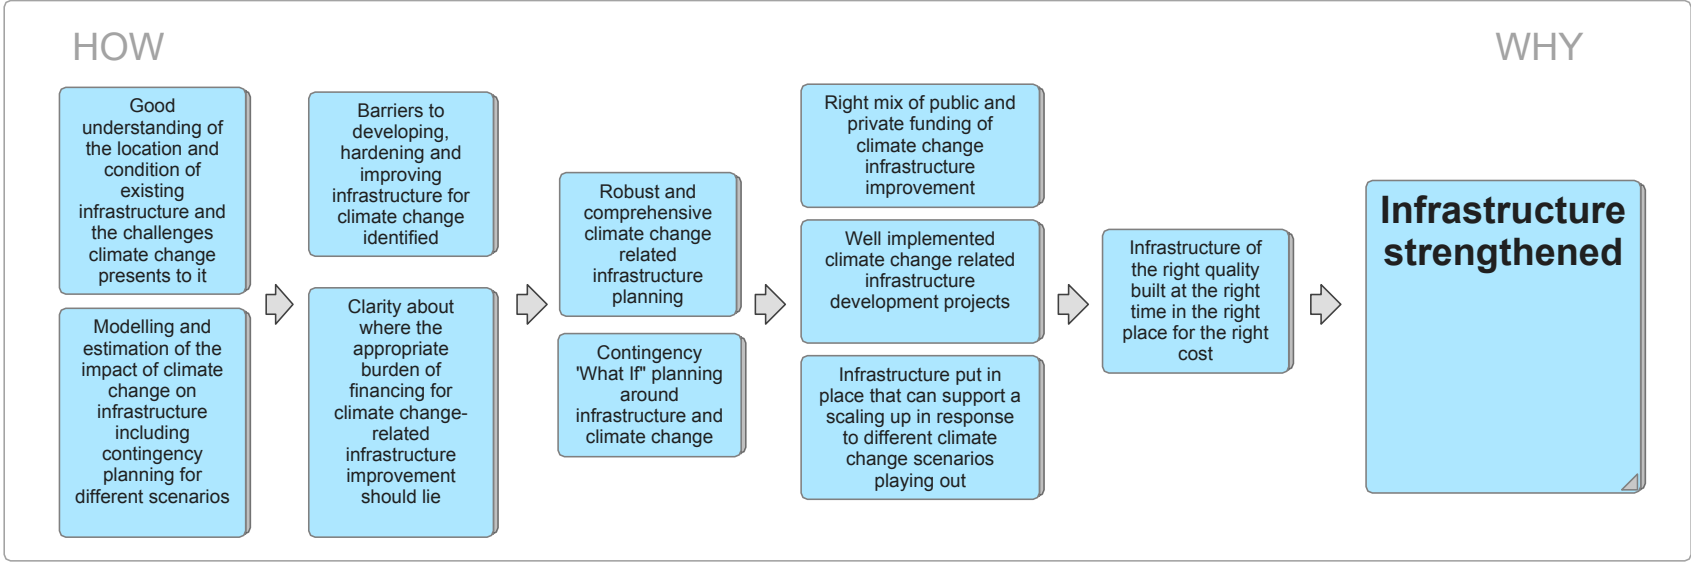 HOW
WHY
Good
understanding of
the location and
condition of
existing
infrastructure and
the challenges
climate change
presents to it
Modelling and
estimation of the
impact of climate
change on
infrastructure
including
contingency
planning for
different scenarios
Barriers to
developing,
hardening and
improving
infrastructure for
climate change
identified
Clarity about
where the
appropriate
burden of
financing for
climate change-
related
infrastructure
improvement
should lie
Robust and
comprehensive
climate change
related
infrastructure
planning
Contingency
'What If" planning
around
infrastructure and
climate change
Right mix of public and
private funding of
climate change
infrastructure
improvement
Well implemented
climate change related
infrastructure
development projects
Infrastructure put in
place that can support a
scaling up in response
to different climate
change scenarios
playing out
Infrastructure of
the right quality
built at the right
time in the right
place for the right
cost
Infrastructure
strengthened